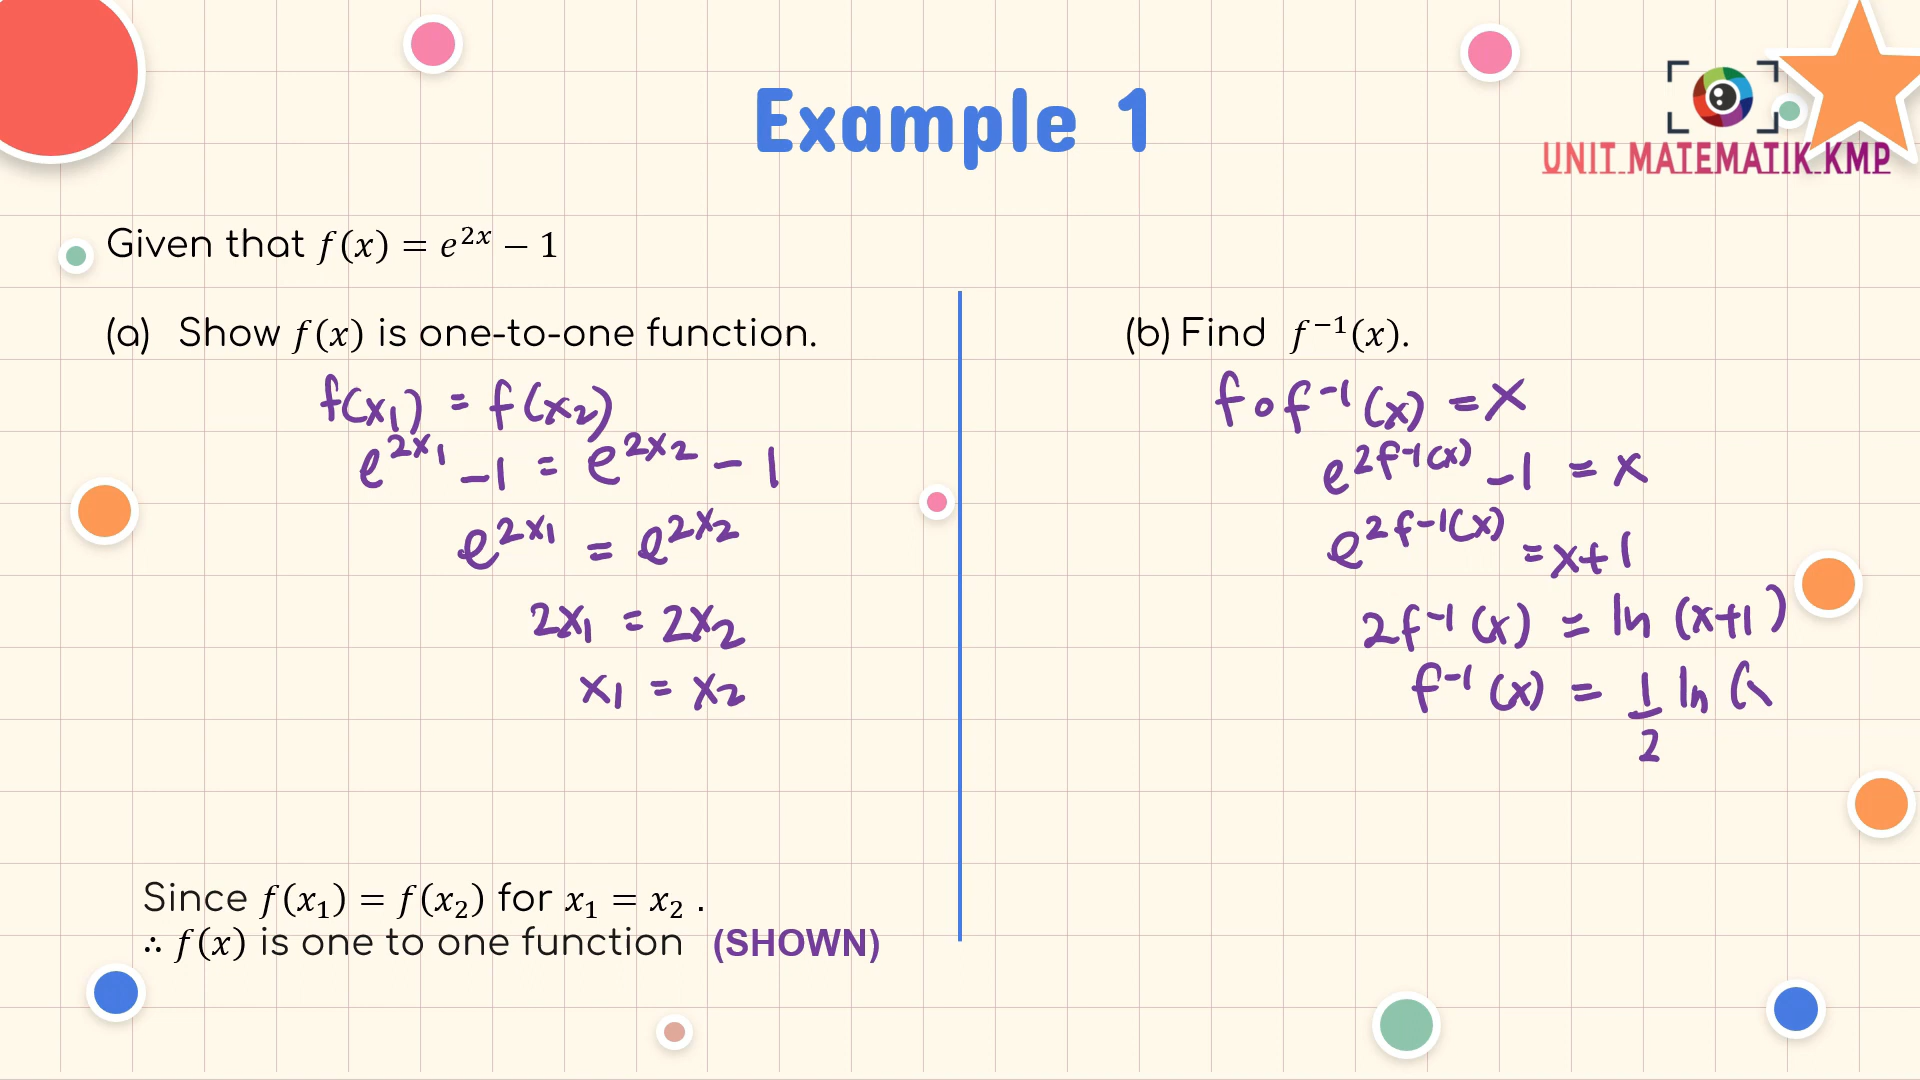 Example 1
UNIT MATEMATIK KMP
Given that f(x) = e^{2x} − 1
(a) Show f(x) is one-to-one function.
f(x₁) = f(x₂)
e^{2x₁} − 1 = e^{2x₂} − 1
e^{2x₁} = e^{2x₂}
2x₁ = 2x₂
x₁ = x₂
Since f(x₁) = f(x₂) for x₁ = x₂ .
∴ f(x) is one to one function (SHOWN)
(b) Find f⁻¹(x).
f∘f⁻¹(x) = x
e^{2f⁻¹(x)} − 1 = x
e^{2f⁻¹(x)} = x+1
2f⁻¹(x) = ln (x+1)
f⁻¹(x) = 1/2 ln (